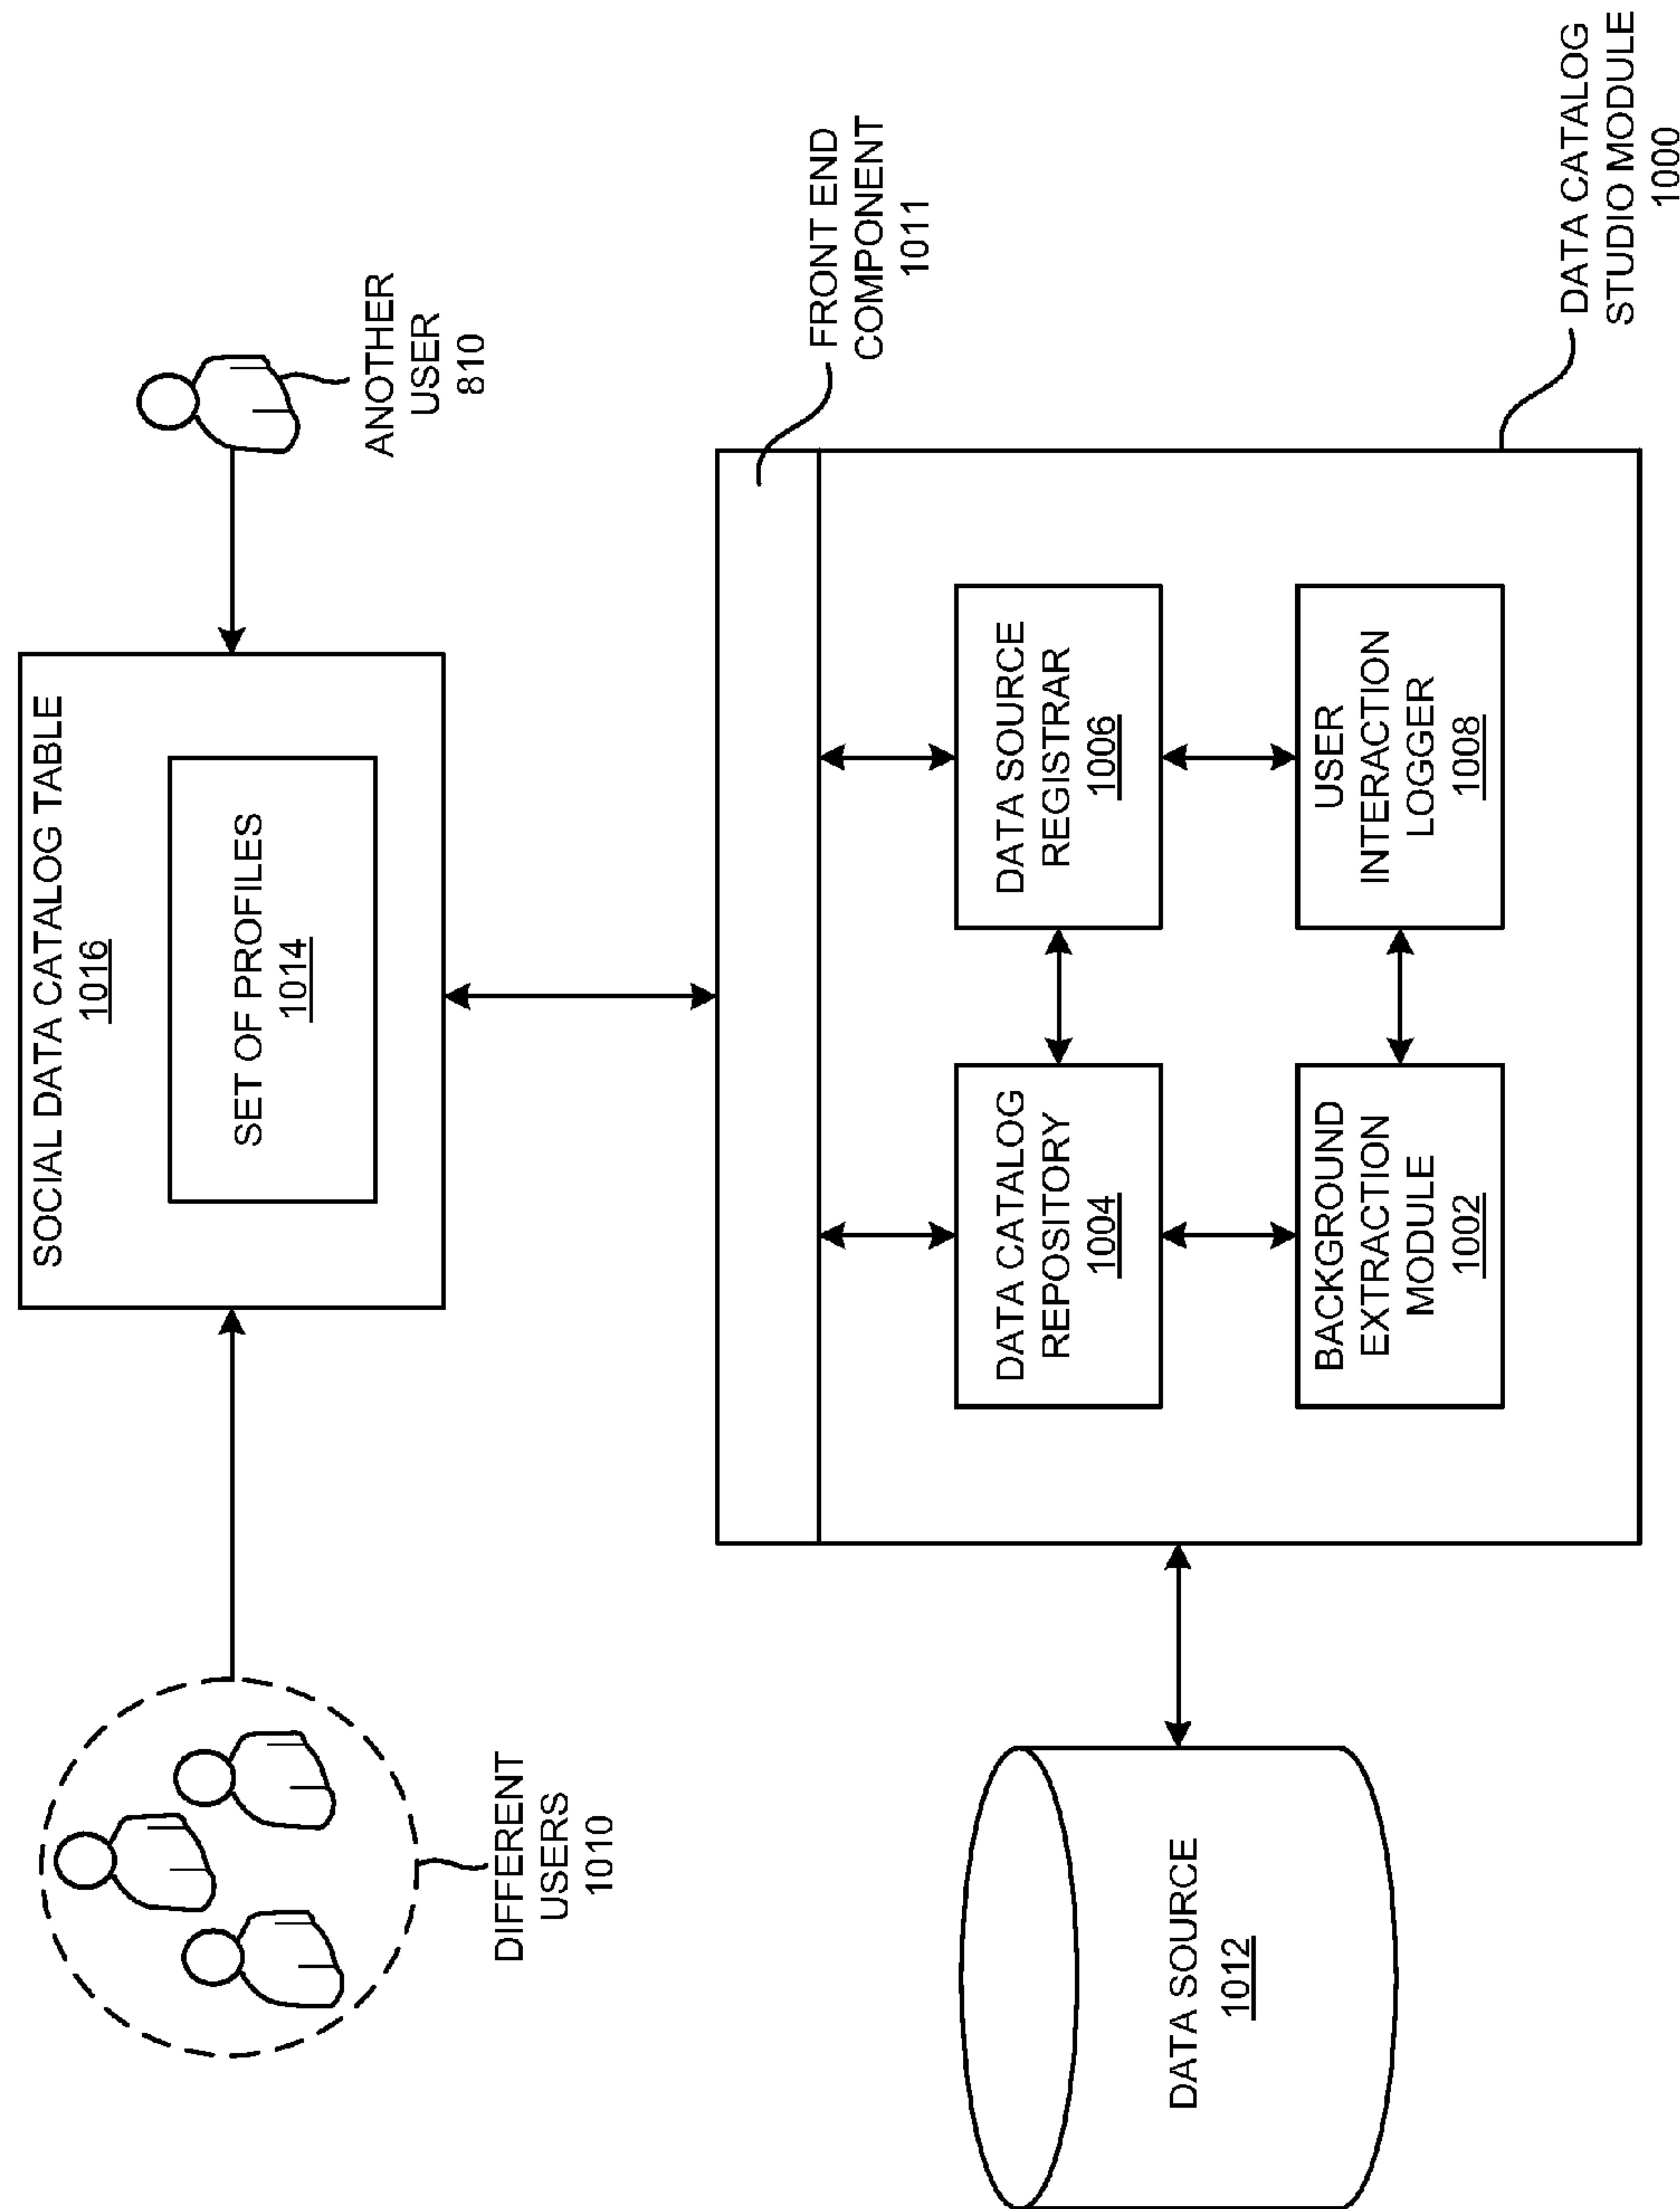 SOCIAL DATA CATALOG TABLE
1016
SET OF PROFILES
1014
DIFFERENT
USERS
1010
ANOTHER
USER
810
FRONT END
COMPONENT
1011
DATA SOURCE
1012
DATA CATALOG
REPOSITORY
1004
DATA SOURCE
REGISTRAR
1006
BACKGROUND
EXTRACTION
MODULE
1002
USER
INTERACTION
LOGGER
1008
DATA CATALOG
STUDIO MODULE
1000